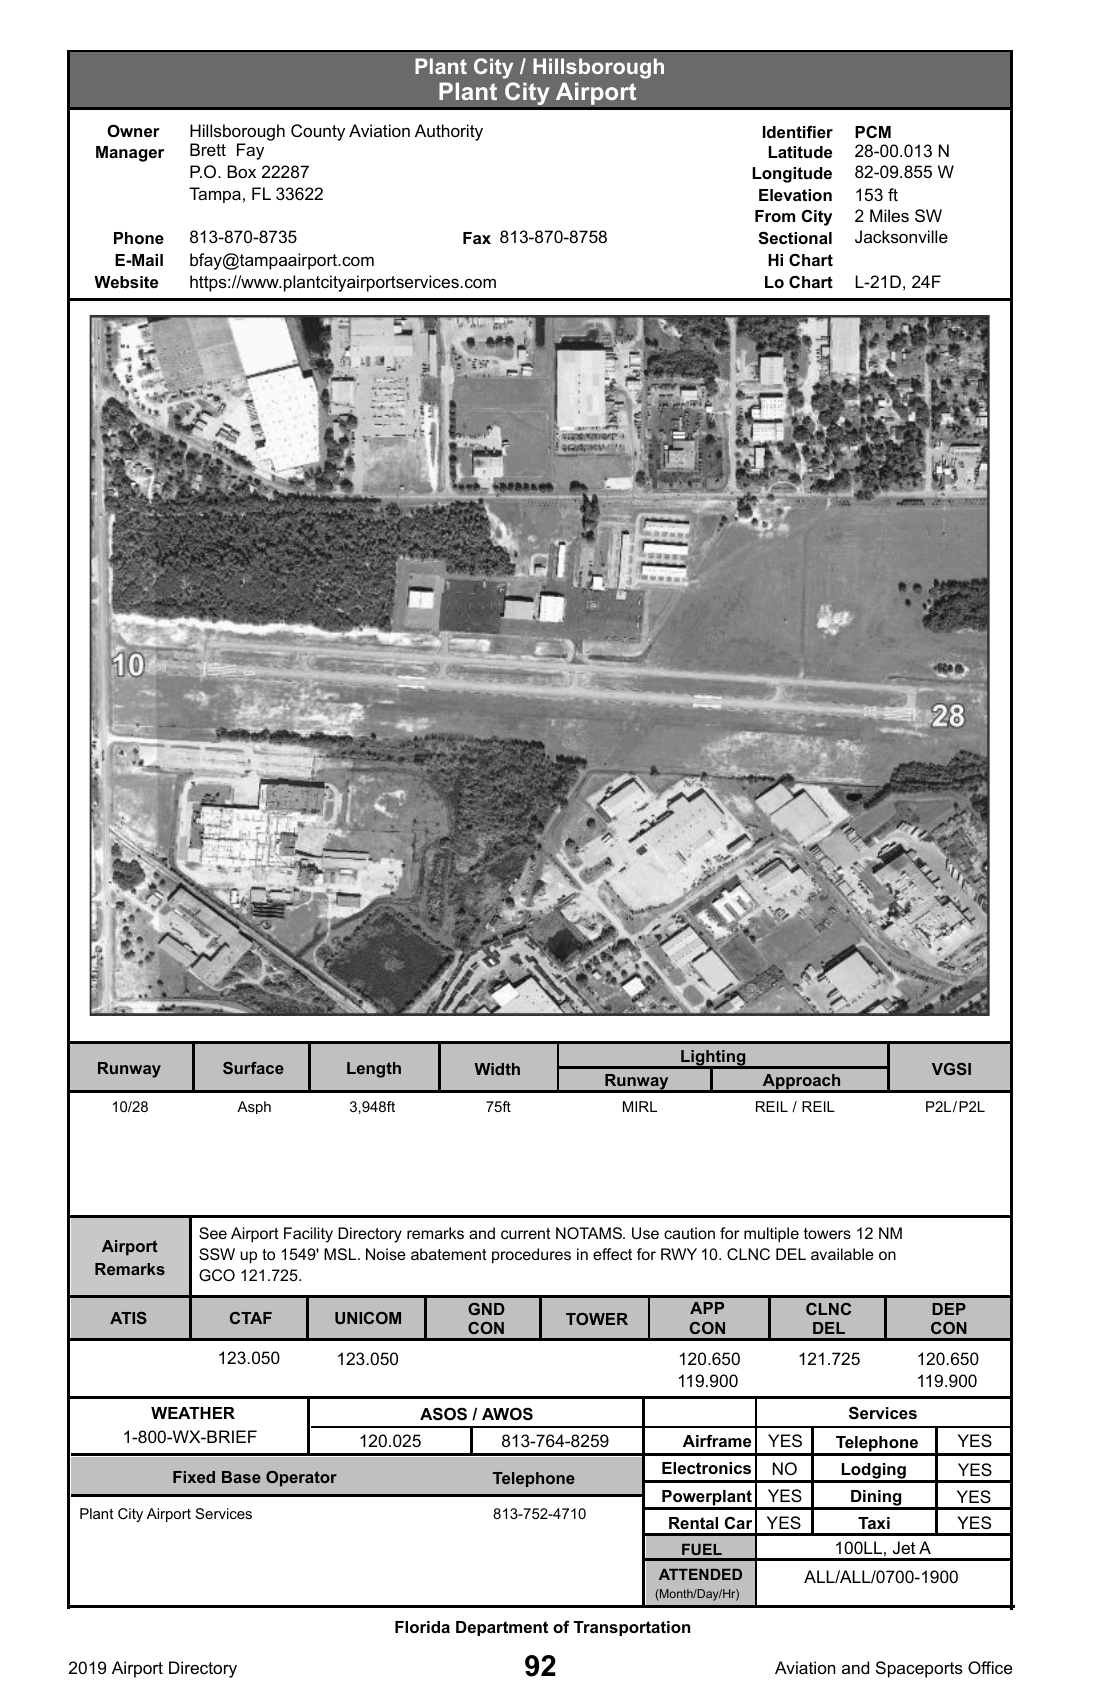 Plant City / Hillsborough
Plant City Airport
Owner Hillsborough County Aviation Authority
Manager Brett Fay
P.O. Box 22287
Tampa, FL 33622
Phone 813-870-8735 Fax 813-870-8758
E-Mail bfay@tampaairport.com
Website https://www.plantcityairportservices.com
Identifier PCM
Latitude 28-00.013 N
Longitude 82-09.855 W
Elevation 153 ft
From City 2 Miles SW
Sectional Jacksonville
Hi Chart
Lo Chart L-21D, 24F
10
28
Runway Surface Length Width Lighting VGSI
Runway Approach
10/28 Asph 3,948ft 75ft MIRL REIL / REIL P2L/P2L
Airport Remarks
See Airport Facility Directory remarks and current NOTAMS. Use caution for multiple towers 12 NM
SSW up to 1549' MSL. Noise abatement procedures in effect for RWY 10. CLNC DEL available on
GCO 121.725.
ATIS CTAF UNICOM GND CON TOWER APP CON CLNC DEL DEP CON
123.050 123.050 120.650 121.725 120.650
119.900 119.900
WEATHER
1-800-WX-BRIEF
ASOS / AWOS
120.025 813-764-8259
Fixed Base Operator Telephone
Plant City Airport Services 813-752-4710
Services
Airframe YES Telephone YES
Electronics NO Lodging YES
Powerplant YES Dining YES
Rental Car YES Taxi YES
FUEL 100LL, Jet A
ATTENDED ALL/ALL/0700-1900
(Month/Day/Hr)
Florida Department of Transportation
2019 Airport Directory 92 Aviation and Spaceports Office